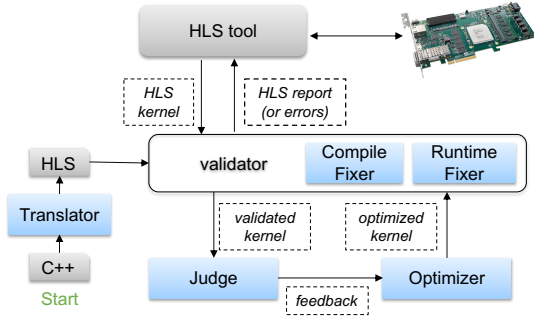 HLS tool
HLS
kernel
HLS report
(or errors)
HLS
validator
Compile
Fixer
Runtime
Fixer
Translator
validated
kernel
optimized
kernel
C++
Judge
Optimizer
Start
feedback